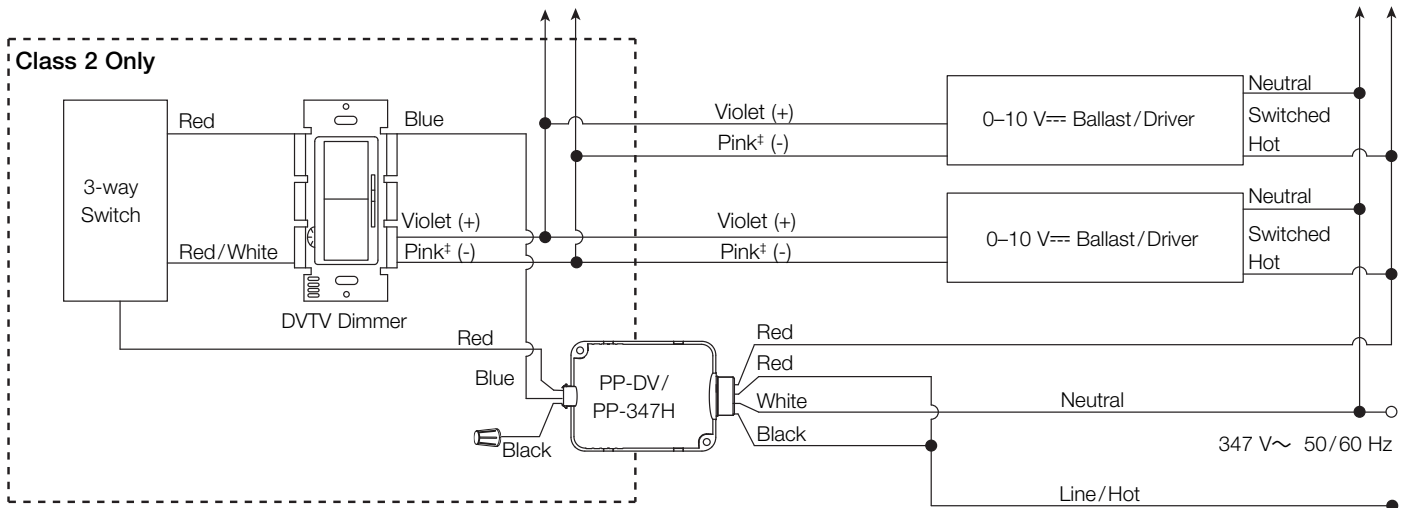 Class 2 Only
3-way
Switch
Red
Red/White
Blue
Violet (+)
Pink‡ (-)
DVTV Dimmer
Violet (+)
Pink‡ (-)
0–10 V⎓ Ballast/Driver
Neutral
Switched
Hot
Violet (+)
Pink‡ (-)
0–10 V⎓ Ballast/Driver
Neutral
Switched
Hot
Red
Blue
Black
PP-DV/
PP-347H
Red
Red
White
Black
Neutral
347 V～ 50/60 Hz
Line/Hot